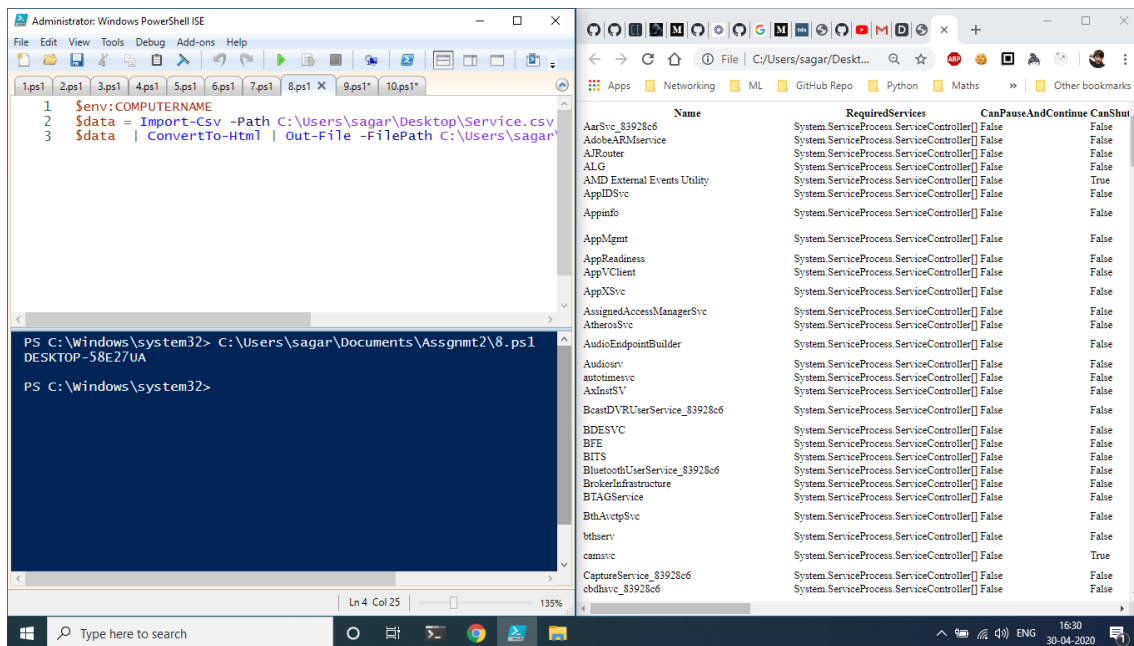 Administrator: Windows PowerShell ISE
File Edit View Tools Debug Add-ons Help
1.ps1 2.ps1 3.ps1 4.ps1 5.ps1 6.ps1 7.ps1 8.ps1 X 9.ps1* 10.ps1*
1 $env:COMPUTERNAME
2 $data = Import-Csv -Path C:\Users\sagar\Desktop\Service.csv
3 $data | ConvertTo-Html | Out-File -FilePath C:\Users\sagar\
PS C:\Windows\system32> C:\Users\sagar\Documents\Assgnmt2\8.ps1
DESKTOP-58E27UA
PS C:\Windows\system32>
Ln 4 Col 25 135%
File C:/Users/sagar/Deskt...
ABP
Apps Networking ML GitHub Repo Python Maths » Other bookmarks
Name RequiredServices CanPauseAndContinue CanShut
AarSvc_83928c6 System.ServiceProcess.ServiceController[] False False
AdobeARMservice System.ServiceProcess.ServiceController[] False False
AJRouter System.ServiceProcess.ServiceController[] False False
ALG System.ServiceProcess.ServiceController[] False False
AMD External Events Utility System.ServiceProcess.ServiceController[] False True
AppIDSvc System.ServiceProcess.ServiceController[] False False
Appinfo System.ServiceProcess.ServiceController[] False False
AppMgmt System.ServiceProcess.ServiceController[] False False
AppReadiness System.ServiceProcess.ServiceController[] False False
AppVClient System.ServiceProcess.ServiceController[] False False
AppXSvc System.ServiceProcess.ServiceController[] False False
AssignedAccessManagerSvc System.ServiceProcess.ServiceController[] False False
AtherosSvc System.ServiceProcess.ServiceController[] False False
AudioEndpointBuilder System.ServiceProcess.ServiceController[] False False
Audiosrv System.ServiceProcess.ServiceController[] False False
autotimesvc System.ServiceProcess.ServiceController[] False False
AxInstSV System.ServiceProcess.ServiceController[] False False
BcastDVRUserService_83928c6 System.ServiceProcess.ServiceController[] False False
BDESVC System.ServiceProcess.ServiceController[] False False
BFE System.ServiceProcess.ServiceController[] False False
BITS System.ServiceProcess.ServiceController[] False False
BluetoothUserService_83928c6 System.ServiceProcess.ServiceController[] False False
BrokerInfrastructure System.ServiceProcess.ServiceController[] False False
BTAGService System.ServiceProcess.ServiceController[] False False
BthAvctpSvc System.ServiceProcess.ServiceController[] False False
bthserv System.ServiceProcess.ServiceController[] False False
camsvc System.ServiceProcess.ServiceController[] False True
CaptureService_83928c6 System.ServiceProcess.ServiceController[] False False
cbdhsvc_83928c6 System.ServiceProcess.ServiceController[] False False
Type here to search
ENG
16:30
30-04-2020